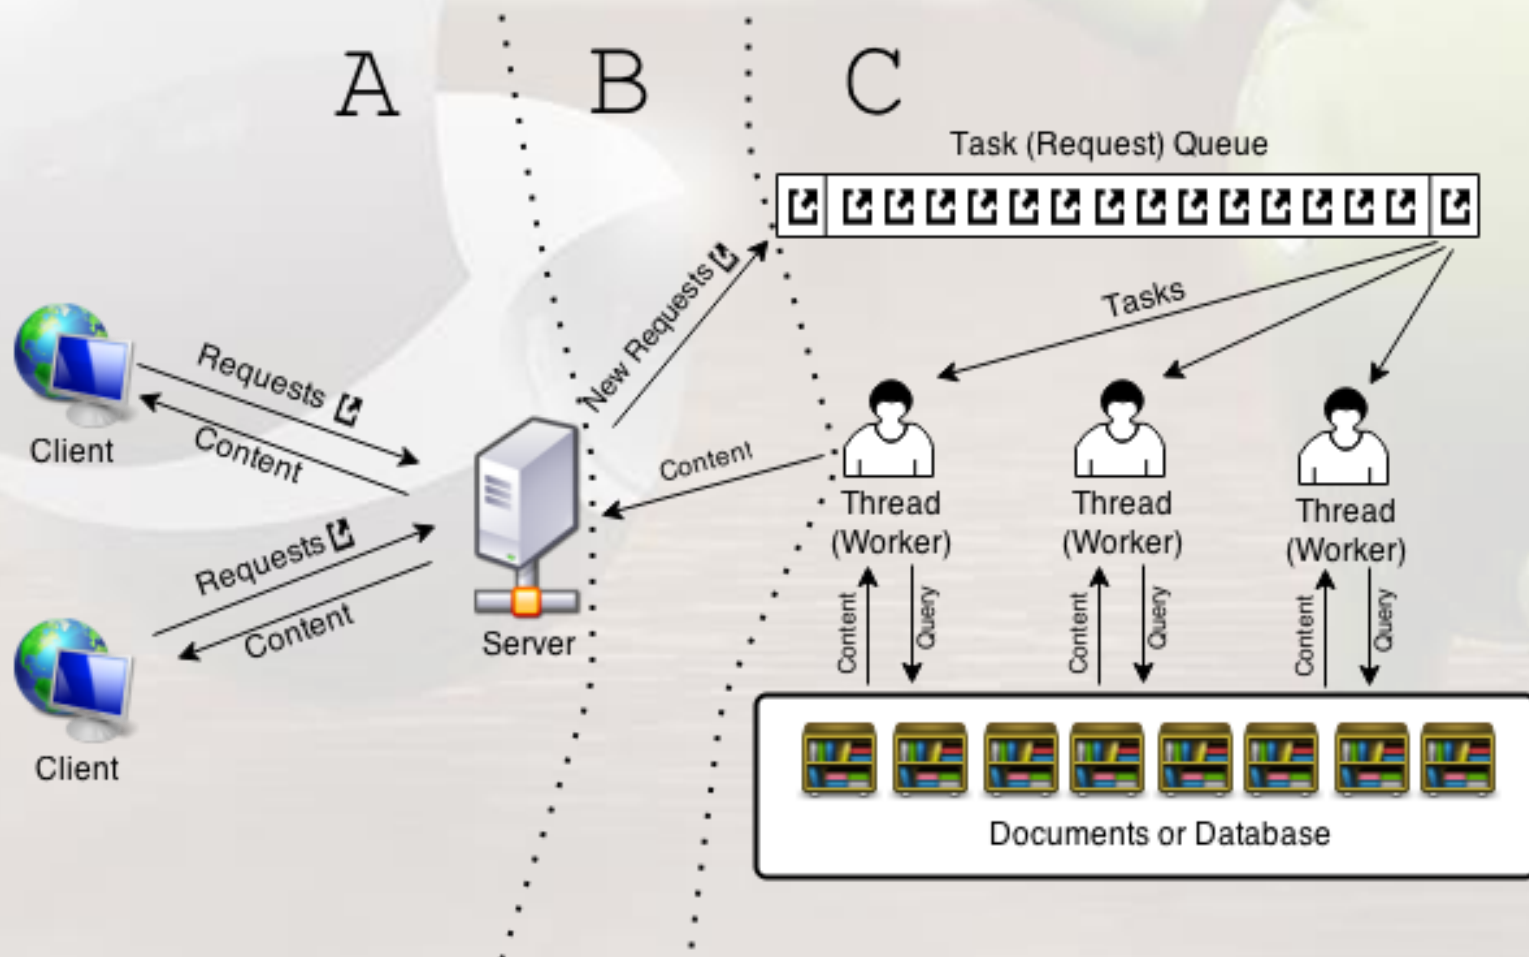 A
B
C
Task (Request) Queue
New Requests
Tasks
Requests
Content
Client
Content
Requests
Content
Client
Server
Thread
(Worker)
Thread
(Worker)
Thread
(Worker)
Content
Query
Content
Query
Content
Query
Documents or Database